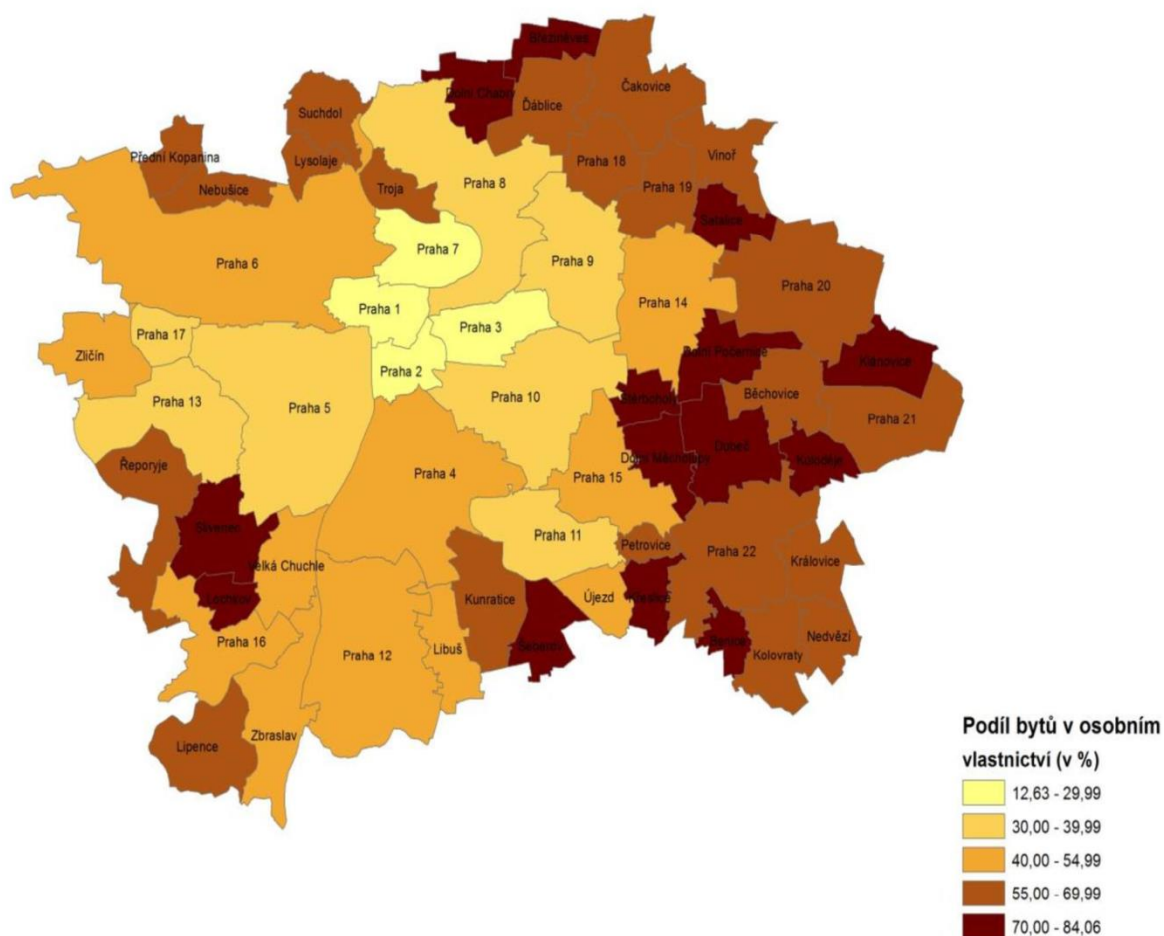 Březiněves
Dolní Chabry
Čakovice
Ďáblice
Suchdol
Přední Kopanina
Lysolaje
Praha 18
Vinoř
Nebušice
Troja
Praha 8
Praha 19
Satalice
Praha 7
Praha 6
Praha 9
Praha 20
Praha 1
Praha 14
Praha 3
Praha 17
Zličín
Dolní Počernice
Klánovice
Praha 2
Praha 13
Praha 5
Praha 10
Štěrboholy
Běchovice
Praha 21
Dubeč
Řeporyje
Dolní Měcholupy
Koloděje
Praha 4
Praha 15
Slivenec
Praha 11
Petrovice
Praha 22
Královice
Velká Chuchle
Lochkov
Kunratice
Újezd
Křeslice
Praha 16
Nedvězí
Benice
Šeberov
Libuš
Praha 12
Kolovraty
Zbraslav
Lipence
Podíl bytů v osobním
vlastnictví (v %)
12,63 - 29,99
30,00 - 39,99
40,00 - 54,99
55,00 - 69,99
70,00 - 84,06